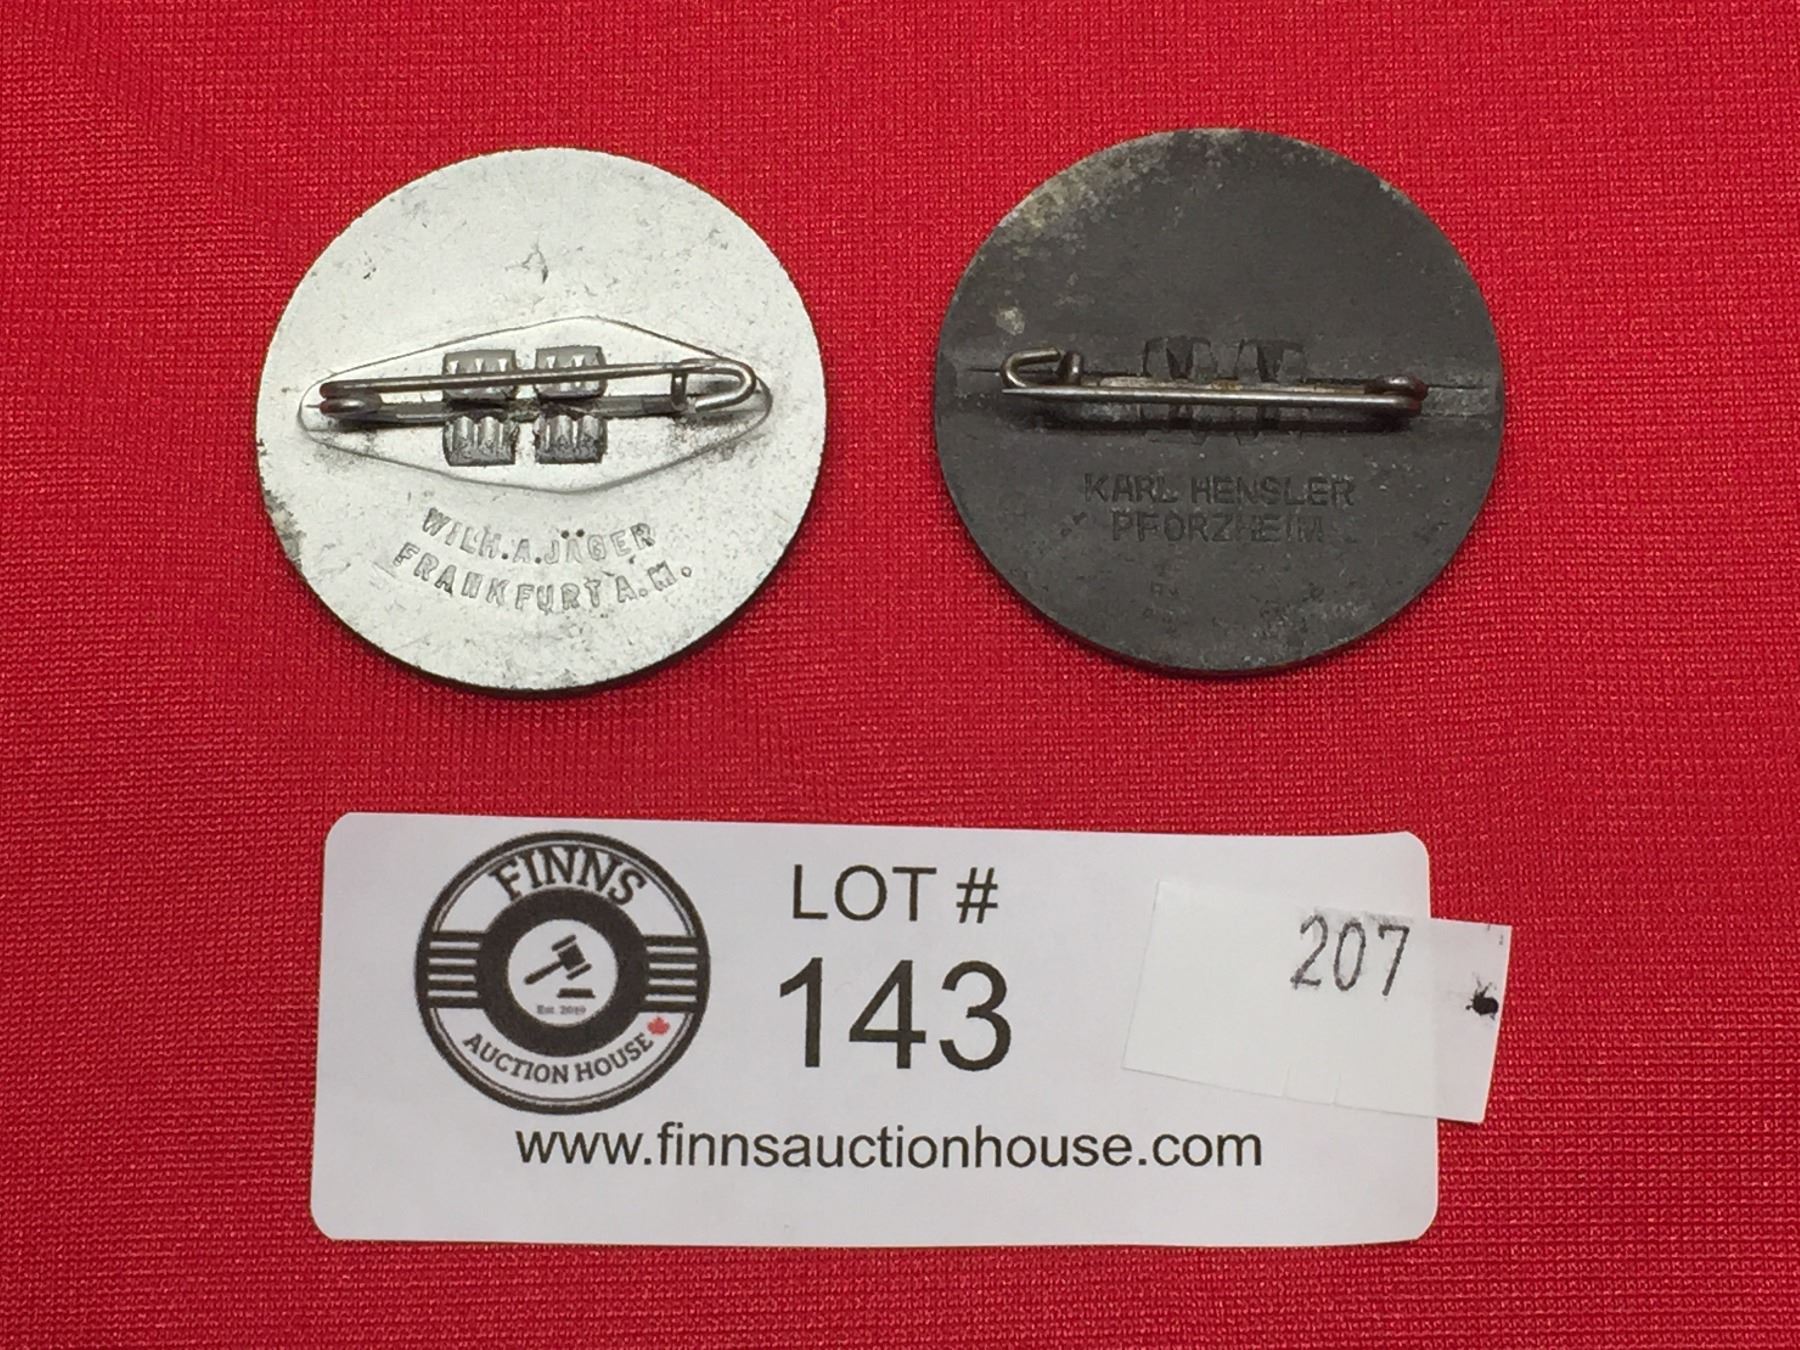 WILH.A.JÄGER
FRANKFURT A.M.
KARL HENSLER
PFORZHEIM
FINNS
Est. 2019
AUCTION HOUSE
LOT #
143
207
www.finnsauctionhouse.com